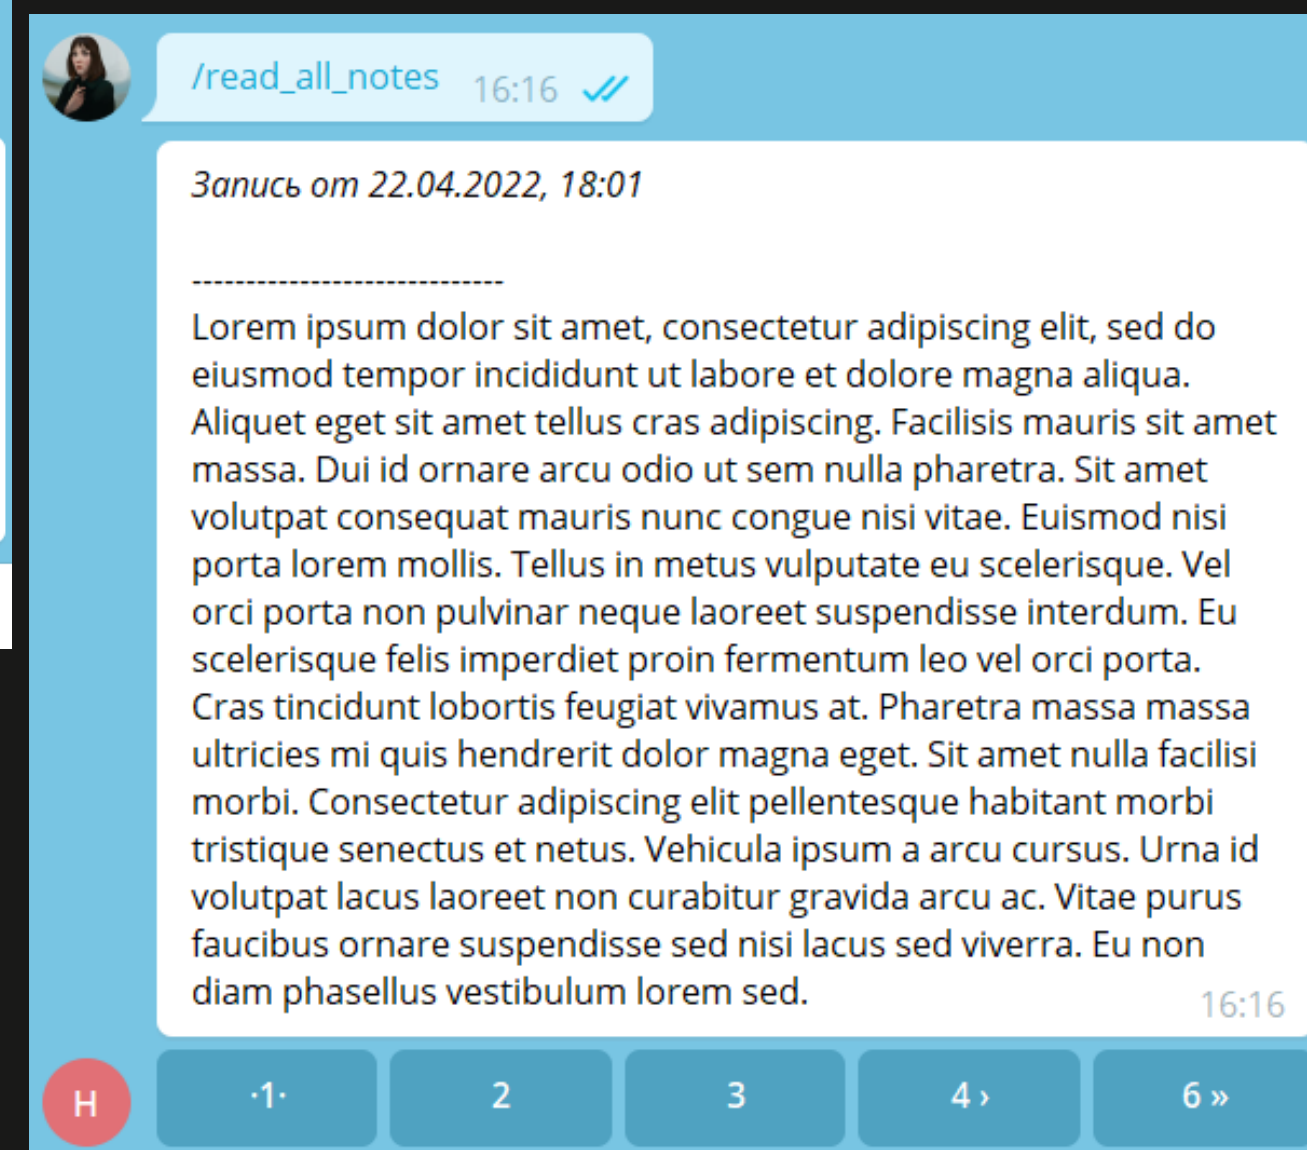 /read_all_notes 16:16
Запись от 22.04.2022, 18:01
-----------------------------
Lorem ipsum dolor sit amet, consectetur adipiscing elit, sed do
eiusmod tempor incididunt ut labore et dolore magna aliqua.
Aliquet eget sit amet tellus cras adipiscing. Facilisis mauris sit amet
massa. Dui id ornare arcu odio ut sem nulla pharetra. Sit amet
volutpat consequat mauris nunc congue nisi vitae. Euismod nisi
porta lorem mollis. Tellus in metus vulputate eu scelerisque. Vel
orci porta non pulvinar neque laoreet suspendisse interdum. Eu
scelerisque felis imperdiet proin fermentum leo vel orci porta.
Cras tincidunt lobortis feugiat vivamus at. Pharetra massa massa
ultricies mi quis hendrerit dolor magna eget. Sit amet nulla facilisi
morbi. Consectetur adipiscing elit pellentesque habitant morbi
tristique senectus et netus. Vehicula ipsum a arcu cursus. Urna id
volutpat lacus laoreet non curabitur gravida arcu ac. Vitae purus
faucibus ornare suspendisse sed nisi lacus sed viverra. Eu non
diam phasellus vestibulum lorem sed.
16:16
Н ·1· 2 3 4 › 6 »